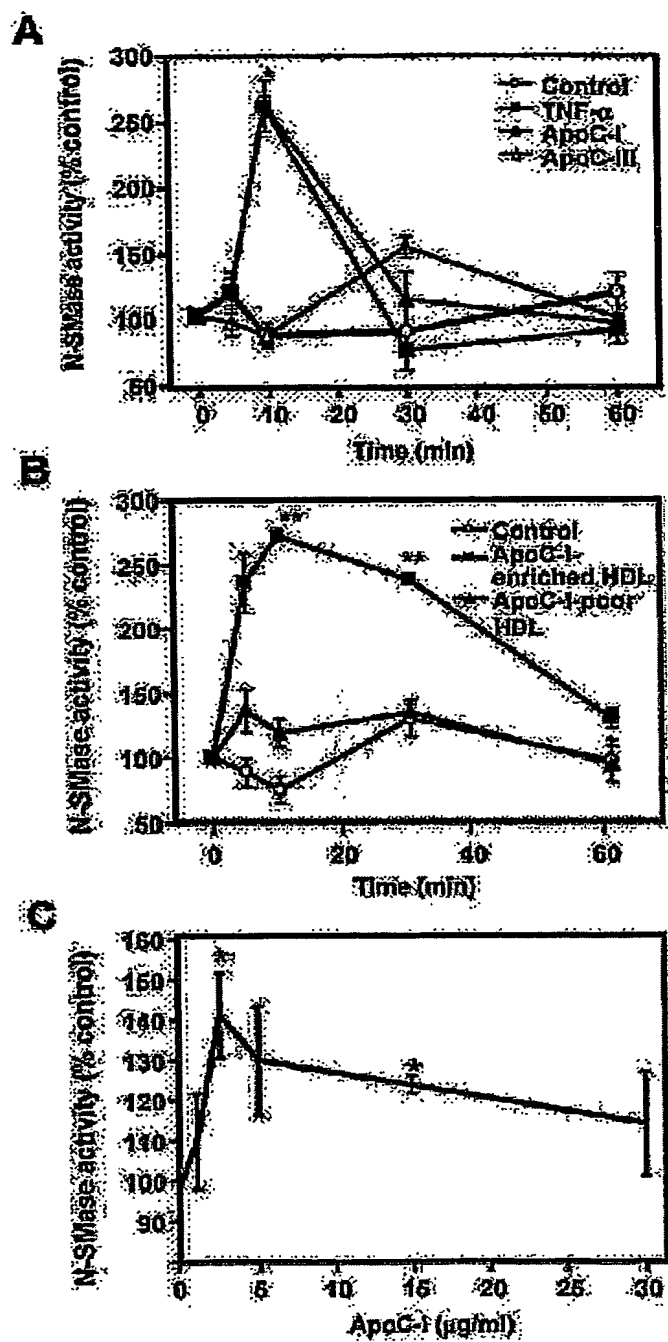 A
N-SMase activity (% control)
300
250
200
150
100
50
Control
TNF-α
ApoC-I
ApoC-III
*
0 10 20 30 40 50 60
Time (min)
B
N-SMase activity (% control)
300
250
200
150
100
50
Control
ApoC-I-
enriched HDL
ApoC-I-poor
HDL
**
**
0 20 40 60
Time (min)
C
N-SMase activity (% control)
160
150
140
130
120
110
100
90
*
*
0 5 10 15 20 25 30
ApoC-I (µg/ml)